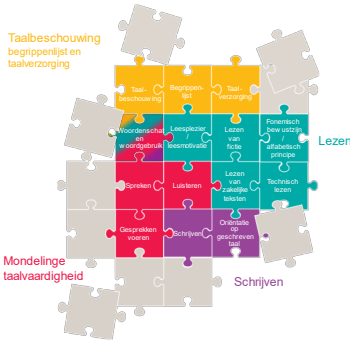 Taalbeschouwing
begrippenlijst en
taalverzorging
Taal-
beschouwing
Begrippen-
lijst
Taal-
verzorging
Woordenschat
en
woordgebruik
Leesplezier
/
leesmotivatie
Lezen
van
fictie
Fonemisch
bewustzijn
/
alfabetisch
principe
Lezen
Spreken
Luisteren
Lezen
van
zakelijke
teksten
Technisch
lezen
Gesprekken
voeren
Schrijven
Oriëntatie
op
geschreven
taal
Mondelinge
taalvaardigheid
Schrijven